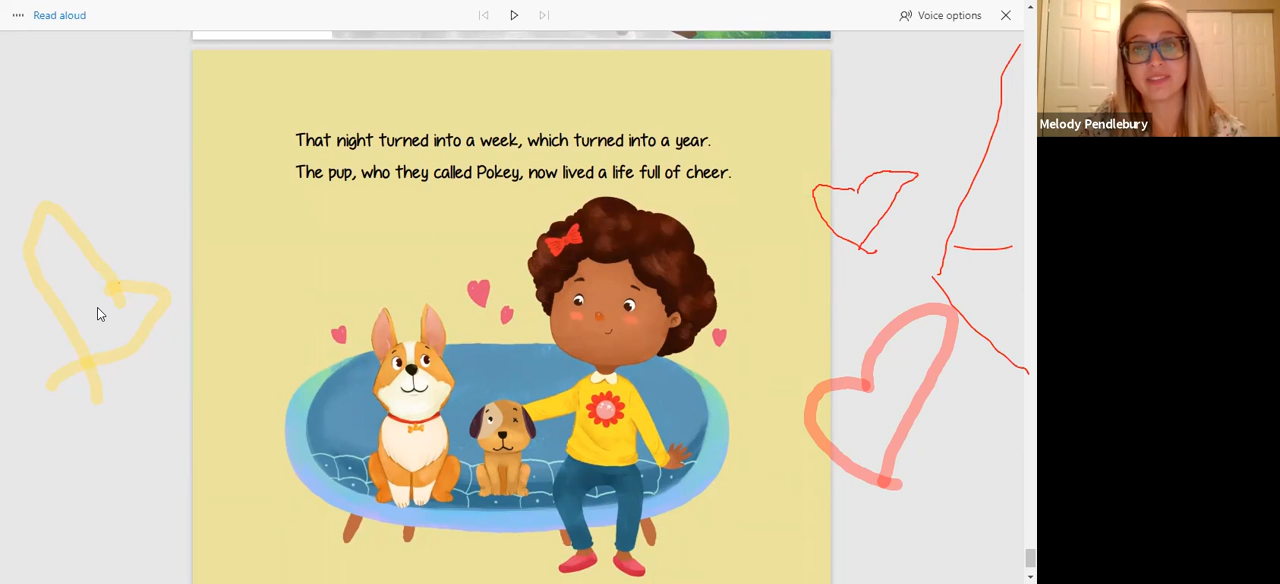 Read aloud
Voice options
Melody Pendlebury
That night turned into a week, which turned into a year.
The pup, who they called Pokey, now lived a life full of cheer.